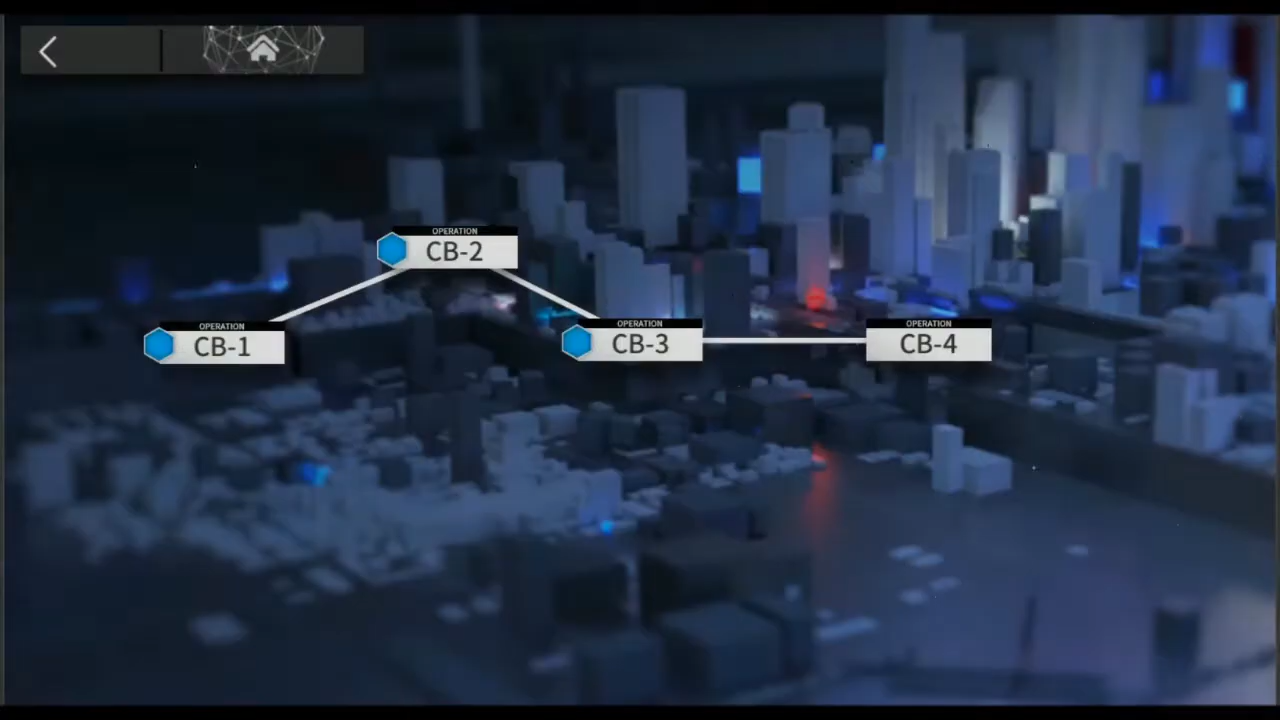 OPERATION
CB-2
OPERATION
CB-1
OPERATION
CB-3
OPERATION
CB-4